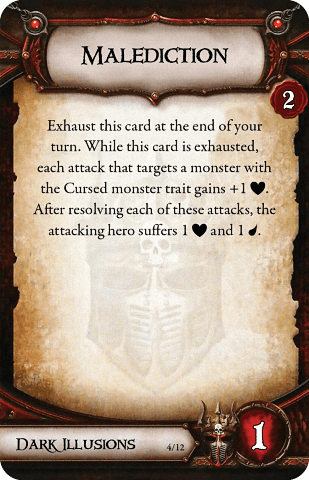 Malediction
2
Exhaust this card at the end of your
turn. While this card is exhausted,
each attack that targets a monster with
the Cursed monster trait gains +1 ♥.
After resolving each of these attacks, the
attacking hero suffers 1 ♥ and 1 💧.
Dark Illusions 4/12
1